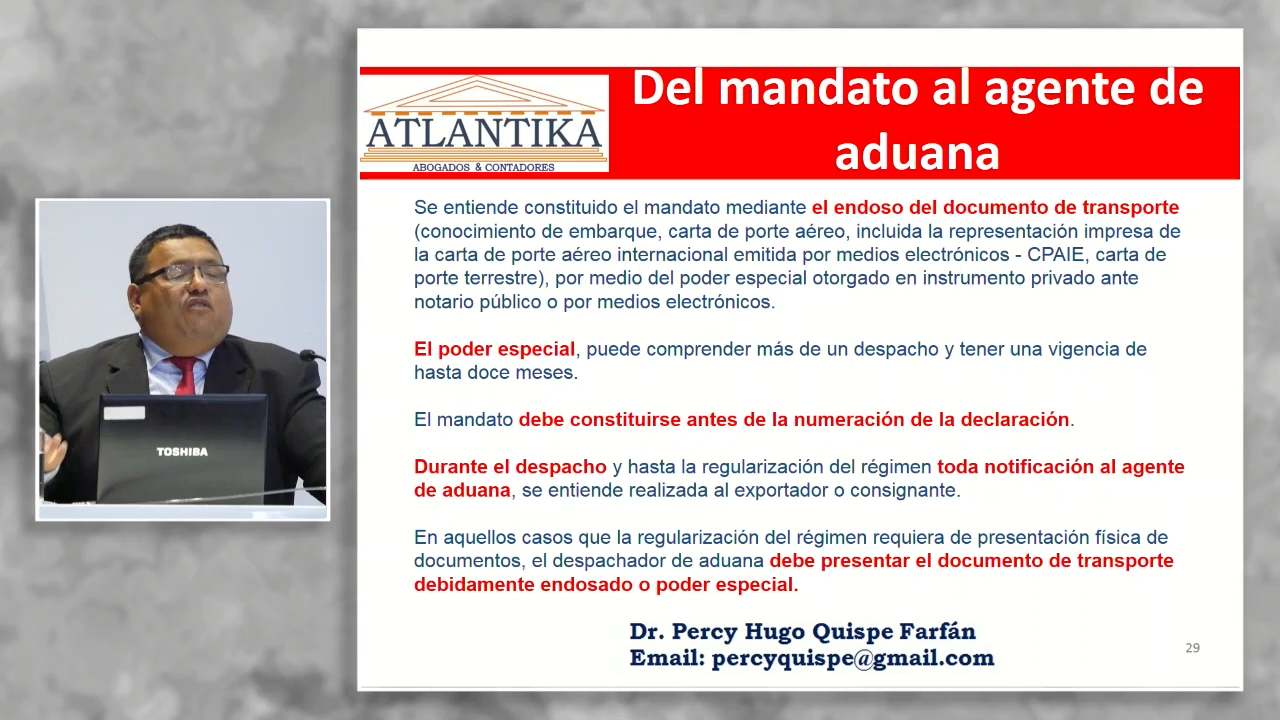 ATLANTIKA
ABOGADOS & CONTADORES
Del mandato al agente de
aduana
Se entiende constituido el mandato mediante el endoso del documento de transporte
(conocimiento de embarque, carta de porte aéreo, incluida la representación impresa de
la carta de porte aéreo internacional emitida por medios electrónicos - CPAIE, carta de
porte terrestre), por medio del poder especial otorgado en instrumento privado ante
notario público o por medios electrónicos.
El poder especial, puede comprender más de un despacho y tener una vigencia de
hasta doce meses.
El mandato debe constituirse antes de la numeración de la declaración.
Durante el despacho y hasta la regularización del régimen toda notificación al agente
de aduana, se entiende realizada al exportador o consignante.
En aquellos casos que la regularización del régimen requiera de presentación física de
documentos, el despachador de aduana debe presentar el documento de transporte
debidamente endosado o poder especial.
Dr. Percy Hugo Quispe Farfán
Email: percyquispe@gmail.com
29
TOSHIBA